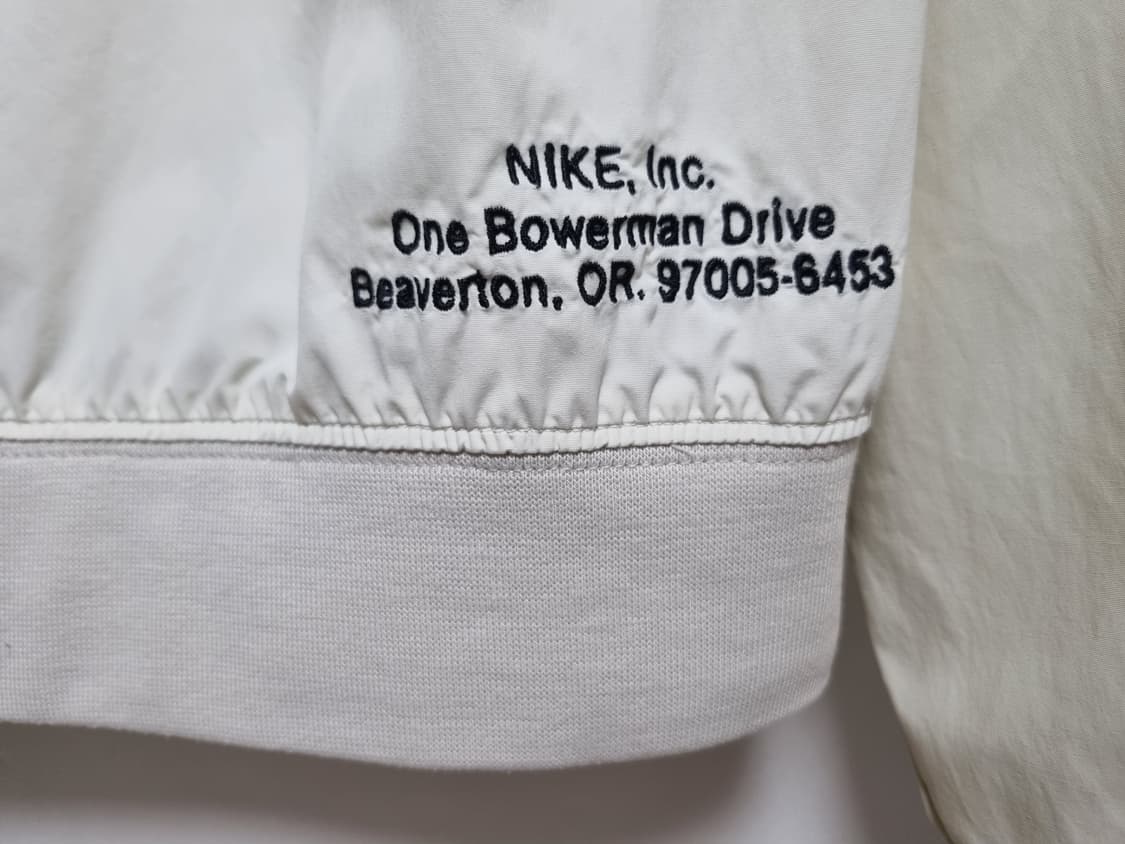 NIKE, Inc.
One Bowerman Drive
Beaverton, OR. 97005-6453